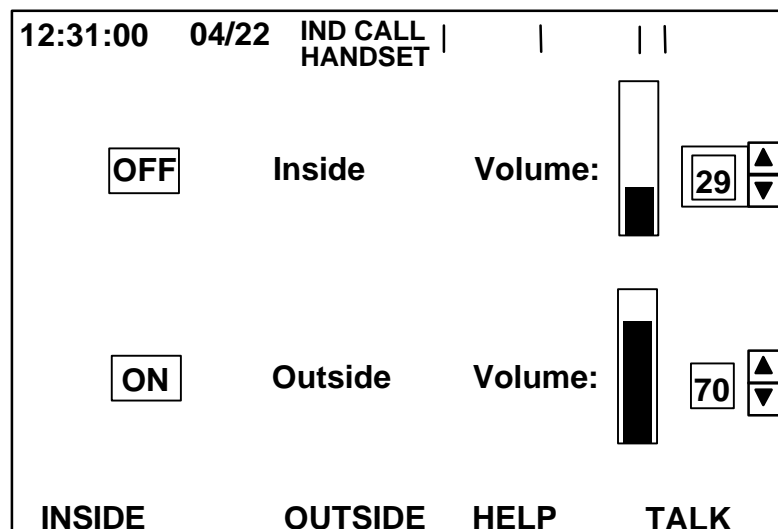 12:31:00 04/22 IND CALL
HANDSET
OFF Inside Volume: 29
ON Outside Volume: 70
INSIDE OUTSIDE HELP TALK